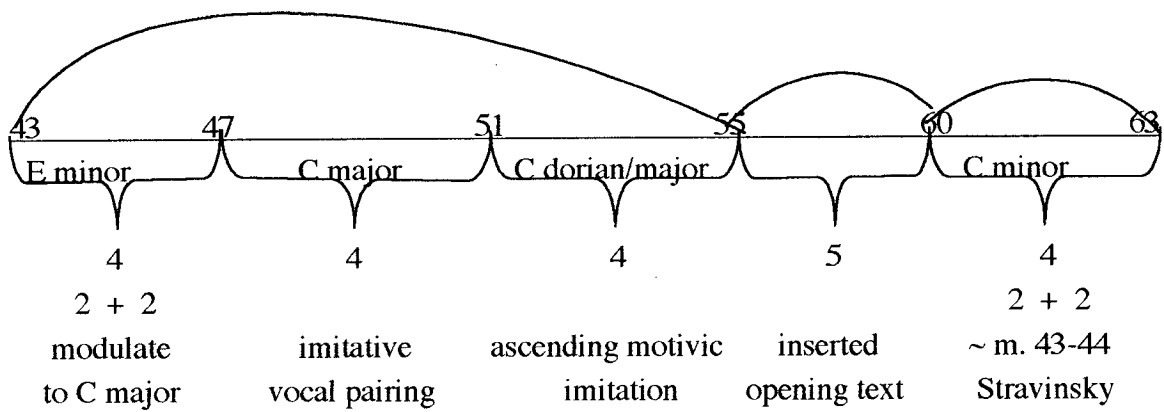 43 47 51 55 60 63
E minor C major C dorian/major C minor
4 4 4 5 4
2 + 2 2 + 2
modulate imitative ascending motivic inserted ~ m. 43-44
to C major vocal pairing imitation opening text Stravinsky